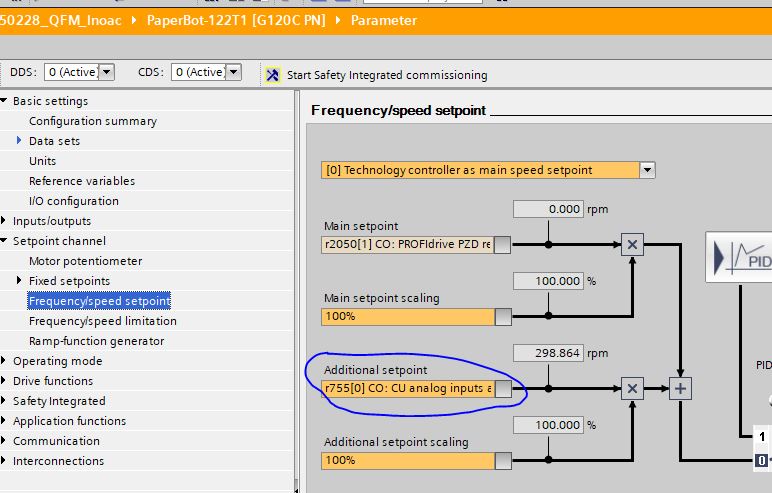 50228_QFM_Inoac PaperBot-122T1 [G120C PN] Parameter
DDS: 0 (Active) CDS: 0 (Active) Start Safety Integrated commissioning
Basic settings
Configuration summary
Data sets
Units
Reference variables
I/O configuration
Inputs/outputs
Setpoint channel
Motor potentiometer
Fixed setpoints
Frequency/speed setpoint
Frequency/speed limitation
Ramp-function generator
Operating mode
Drive functions
Safety Integrated
Application functions
Communication
Interconnections
Frequency/speed setpoint
[0] Technology controller as main speed setpoint
0.000 rpm
Main setpoint
r2050[1] CO: PROFIdrive PZD re
100.000 %
Main setpoint scaling
100%
298.864 rpm
Additional setpoint
r755[0] CO: CU analog inputs a
100.000 %
Additional setpoint scaling
100%
PID
PID
1
0